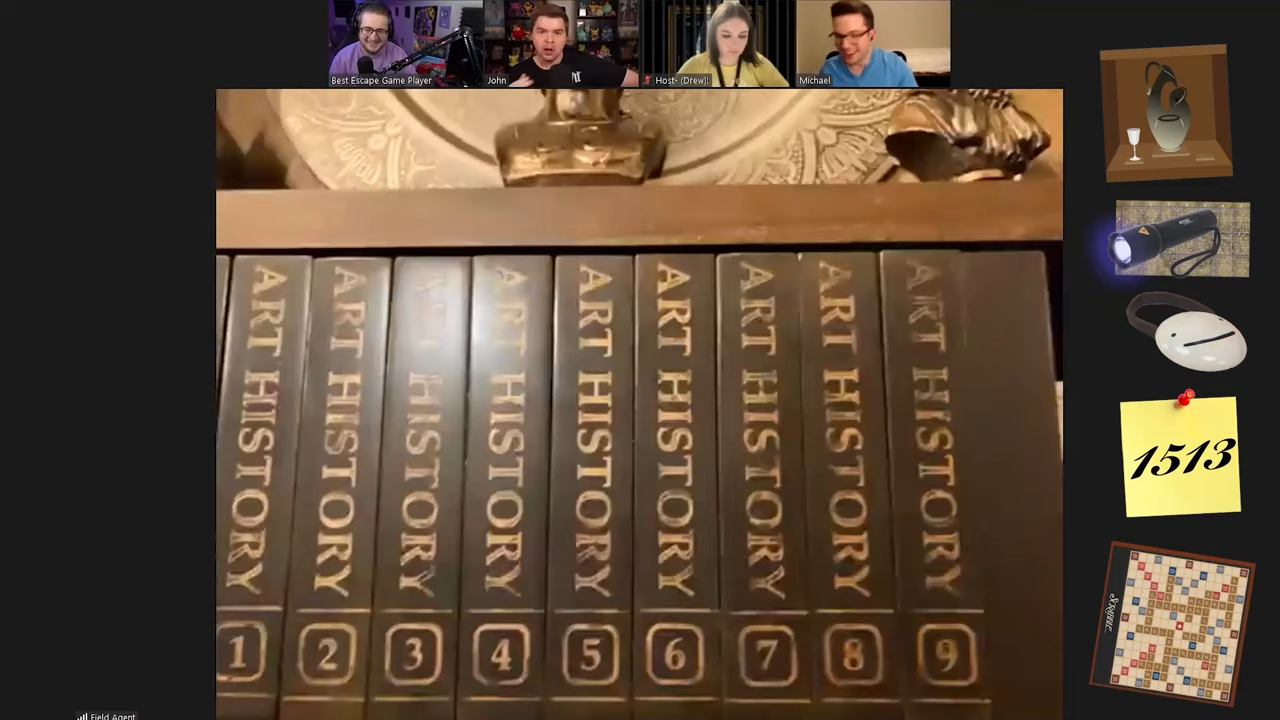 Best Escape Game Player
John
Host- (Drew)!
Michael
ART HISTORY
ART HISTORY
ART HISTORY
ART HISTORY
ART HISTORY
ART HISTORY
ART HISTORY
ART HISTORY
ART HISTORY
1
2
3
4
5
6
7
8
9
1513
Field Agent